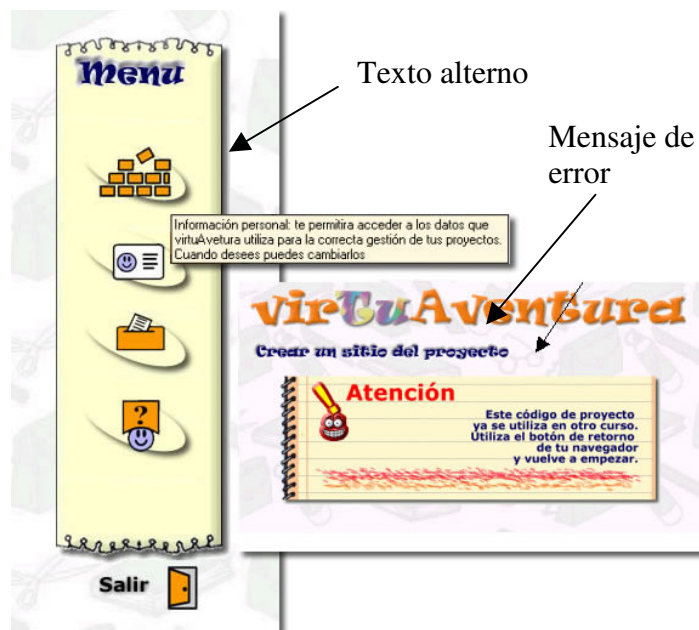 Menu
Texto alterno
Mensaje de
error
Información personal: te permitira acceder a los datos que
virtuAvetura utiliza para la correcta gestión de tus proyectos.
Cuando desees puedes cambiarlos
virTuAventura
Crear un sitio del proyecto
Atención
Este código de proyecto
ya se utiliza en otro curso.
Útiliza el botón de retorno
de tu navegador
y vuelve a empezar.
?
Salir